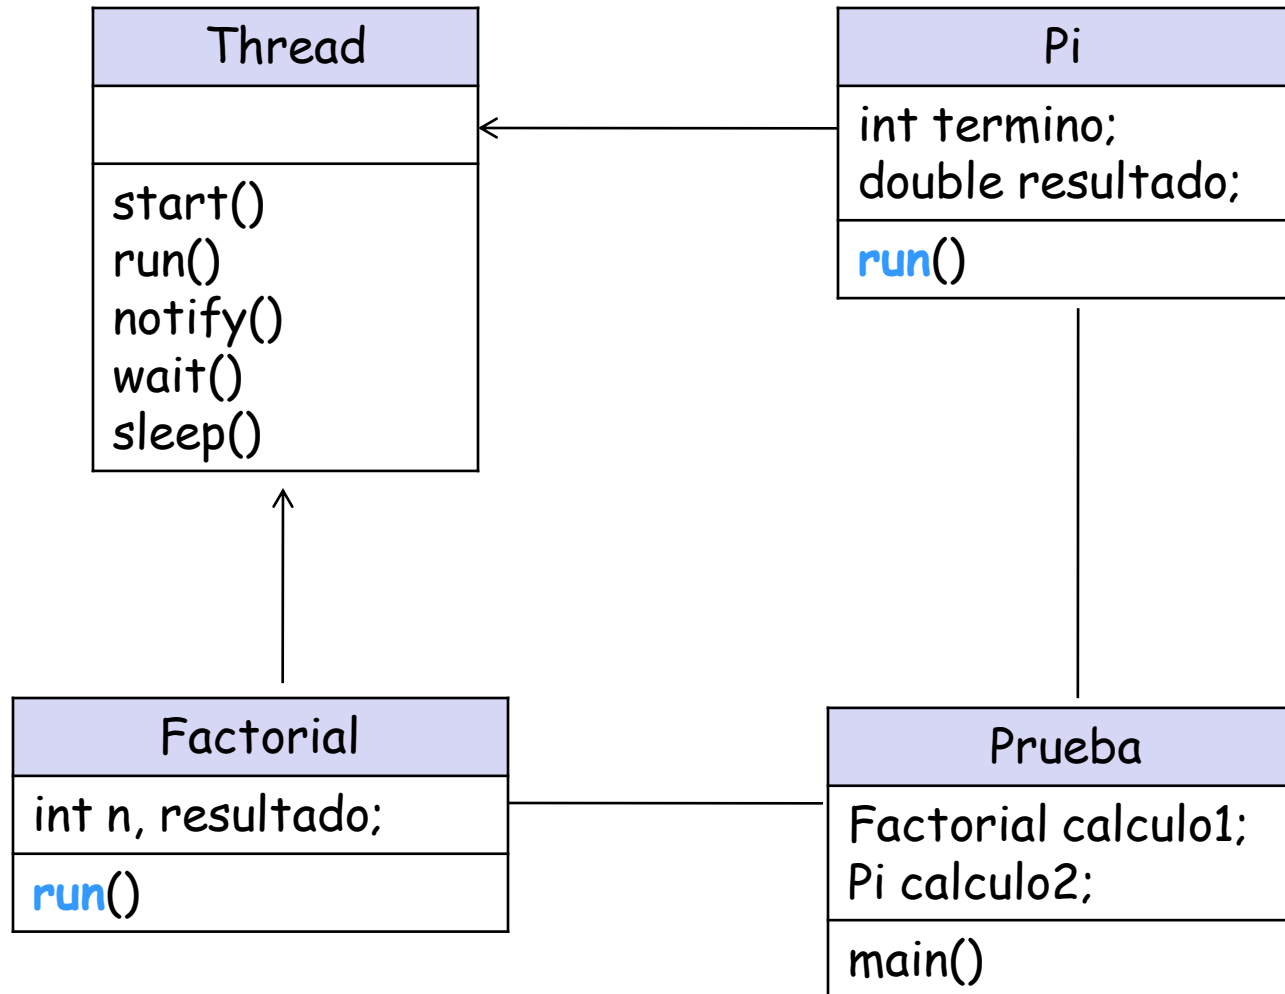 Thread
start()
run()
notify()
wait()
sleep()
Pi
int termino;
double resultado;
run()
Factorial
int n, resultado;
run()
Prueba
Factorial calculo1;
Pi calculo2;
main()